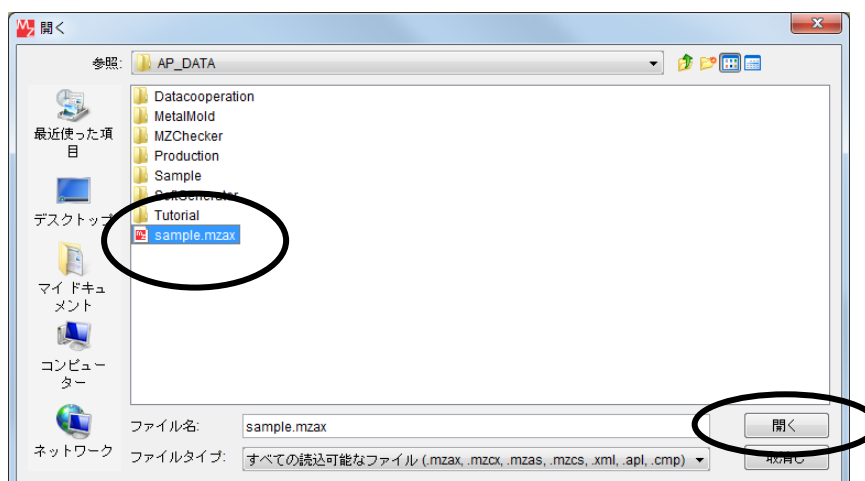 開く
参照:
AP_DATA
最近使った項
目
デスクトップ
マイ ドキュ
メント
コンピュー
ター
ネットワーク
Datacooperation
MetalMold
MZChecker
Production
Sample
SoftGenerator
Tutorial
sample.mzax
ファイル名:
sample.mzax
開く
ファイルタイプ:
すべての読込可能なファイル (.mzax, .mzcx, .mzas, .mzcs, .xml, .apl, .cmp)
取消し